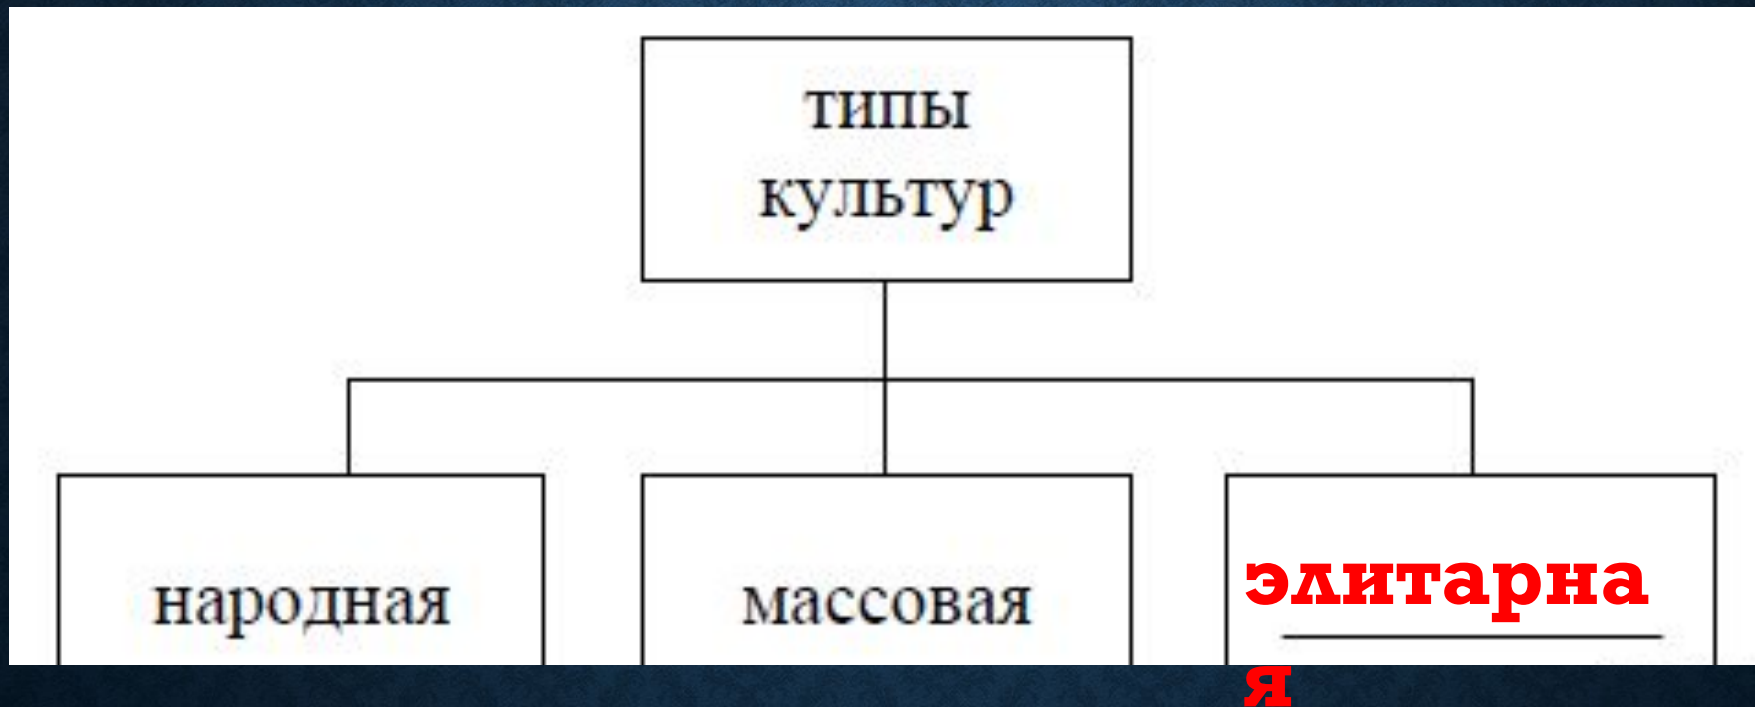 типы
культур
народная
массовая
элитарна
я